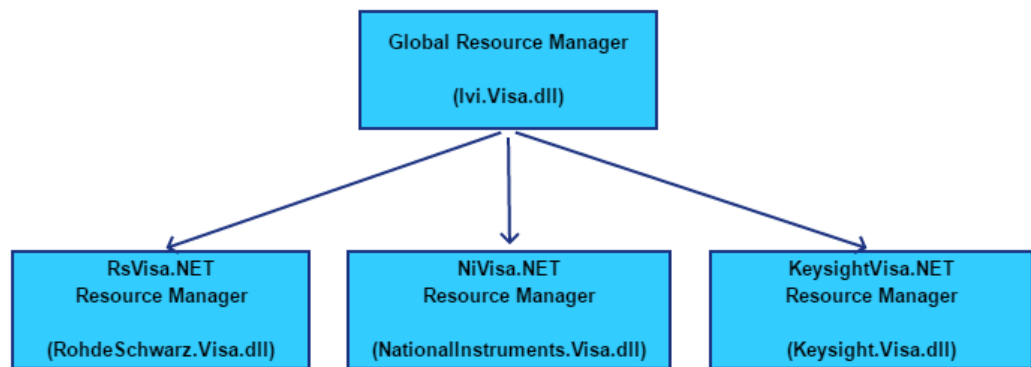 Global Resource Manager
(Ivi.Visa.dll)
RsVisa.NET
Resource Manager
(RohdeSchwarz.Visa.dll)
NiVisa.NET
Resource Manager
(NationalInstruments.Visa.dll)
KeysightVisa.NET
Resource Manager
(Keysight.Visa.dll)